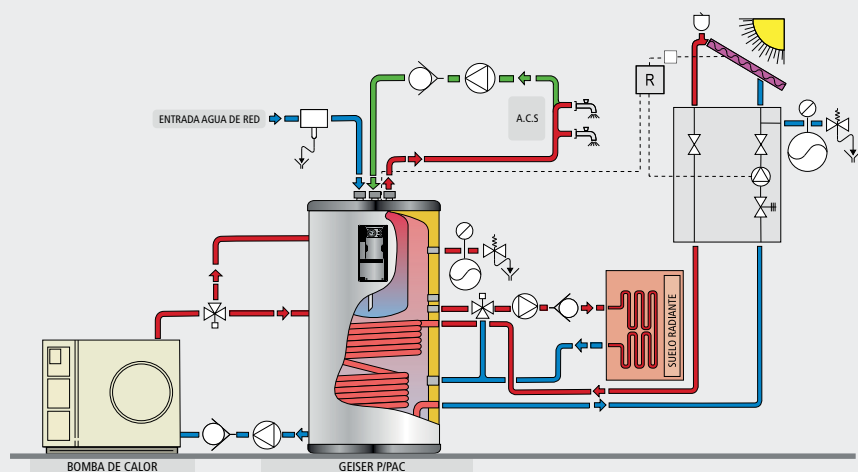 R
ENTRADA AGUA DE RED
A.C.S
SUELO RADIANTE
BOMBA DE CALOR
GEISER P/PAC